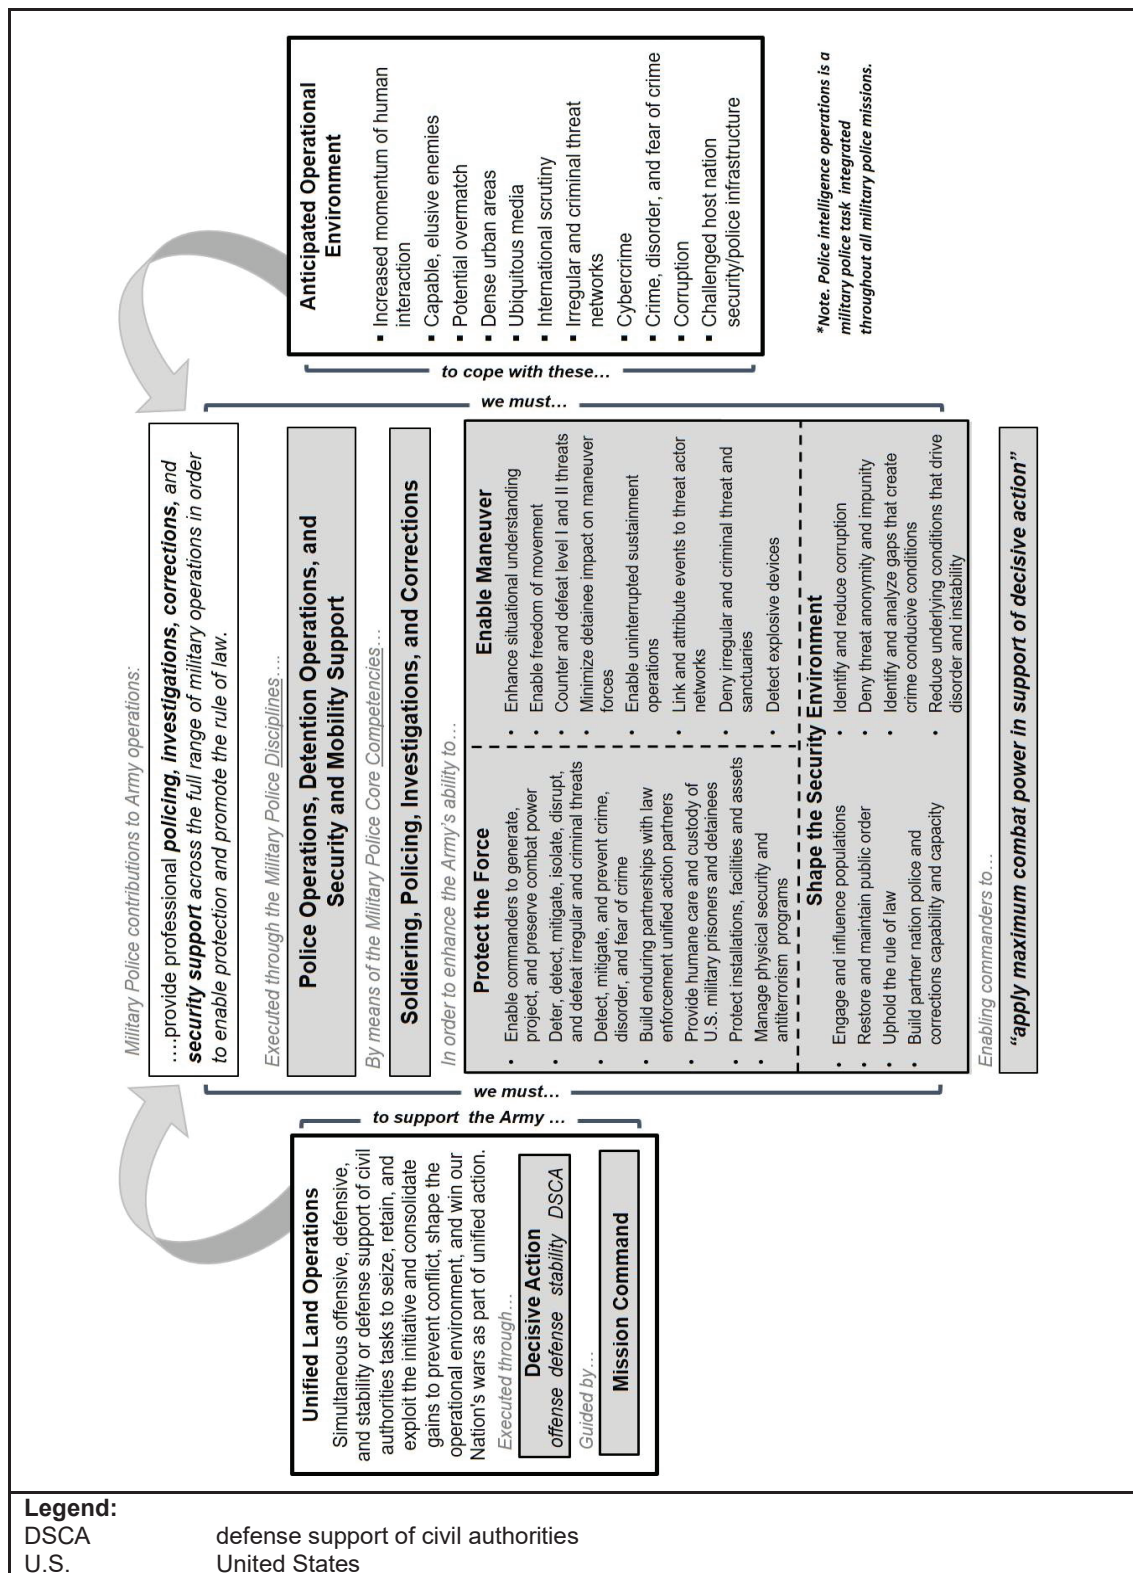 Military Police contributions to Army operations:
….provide professional policing, investigations, corrections, and
security support across the full range of military operations in order
to enable protection and promote the rule of law.
Executed through the Military Police Disciplines….
Police Operations, Detention Operations, and
Security and Mobility Support
By means of the Military Police Core Competencies…
Soldiering, Policing, Investigations, and Corrections
In order to enhance the Army's ability to…
Protect the Force
• Enable commanders to generate,
project, and preserve combat power
• Deter, detect, mitigate, isolate, disrupt,
and defeat irregular and criminal threats
• Detect, mitigate, and prevent crime,
disorder, and fear of crime
• Build enduring partnerships with law
enforcement unified action partners
• Provide humane care and custody of
U.S. military prisoners and detainees
• Protect installations, facilities and assets
• Manage physical security and
antiterrorism programs
Enable Maneuver
• Enhance situational understanding
• Enable freedom of movement
• Counter and defeat level I and II threats
• Minimize detainee impact on maneuver
forces
• Enable uninterrupted sustainment
operations
• Link and attribute events to threat actor
networks
• Deny irregular and criminal threat and
sanctuaries
• Detect explosive devices
Shape the Security Environment
• Engage and influence populations
• Restore and maintain public order
• Uphold the rule of law
• Build partner nation police and
corrections capability and capacity
• Identify and reduce corruption
• Deny threat anonymity and impunity
• Identify and analyze gaps that create
crime conducive conditions
• Reduce underlying conditions that drive
disorder and instability
Enabling commanders to…
“apply maximum combat power in support of decisive action”
we must…
to support the Army …
Unified Land Operations
Simultaneous offensive, defensive,
and stability or defense support of civil
authorities tasks to seize, retain, and
exploit the initiative and consolidate
gains to prevent conflict, shape the
operational environment, and win our
Nation's wars as part of unified action.
Executed through…
Decisive Action
offense defense stability DSCA
Guided by…
Mission Command
we must…
to cope with these…
Anticipated Operational
Environment
▪ Increased momentum of human
interaction
▪ Capable, elusive enemies
▪ Potential overmatch
▪ Dense urban areas
▪ Ubiquitous media
▪ International scrutiny
▪ Irregular and criminal threat
networks
▪ Cybercrime
▪ Crime, disorder, and fear of crime
▪ Corruption
▪ Challenged host nation
security/police infrastructure
*Note. Police intelligence operations is a
military police task integrated
throughout all military police missions.
Legend:
DSCA defense support of civil authorities
U.S. United States